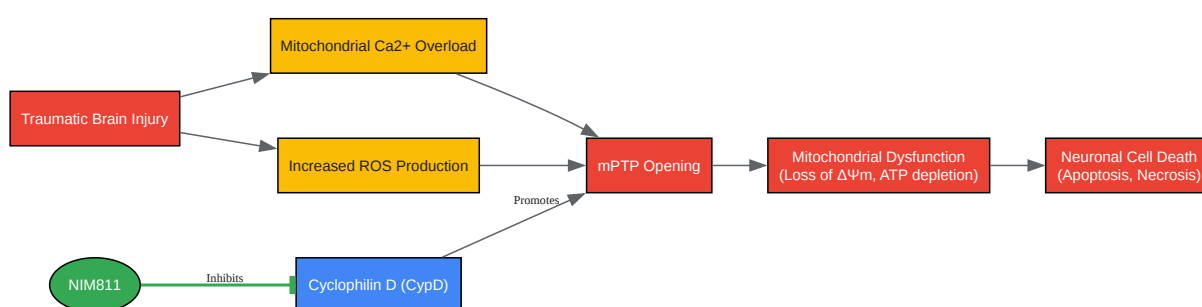 Mitochondrial Ca2+ Overload
Traumatic Brain Injury
Increased ROS Production
mPTP Opening
Mitochondrial Dysfunction
(Loss of ΔΨm, ATP depletion)
Neuronal Cell Death
(Apoptosis, Necrosis)
Promotes
NIM811
Inhibits
Cyclophilin D (CypD)